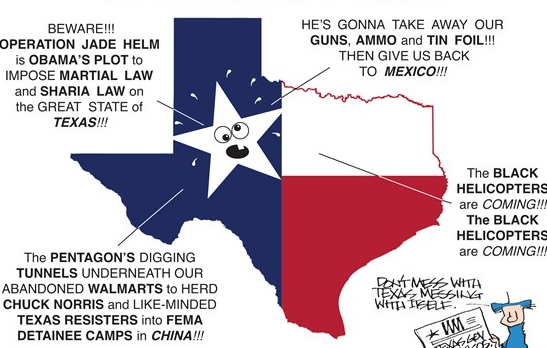 BEWARE!!!
OPERATION JADE HELM
is OBAMA'S PLOT to
IMPOSE MARTIAL LAW
and SHARIA LAW on
the GREAT STATE of
TEXAS!!!
HE'S GONNA TAKE AWAY OUR
GUNS, AMMO and TIN FOIL!!!
THEN GIVE US BACK
TO MEXICO!!!
The BLACK
HELICOPTERS
are COMING!!!
The BLACK
HELICOPTERS
are COMING!!!
The PENTAGON'S DIGGING
TUNNELS UNDERNEATH OUR
ABANDONED WALMARTS to HERD
CHUCK NORRIS and LIKE-MINDED
TEXAS RESISTERS into FEMA
DETAINEE CAMPS in CHINA!!!
DON'T MESS WITH
TEXAS MESSING
WITH ITSELF.
TEXAS GOV